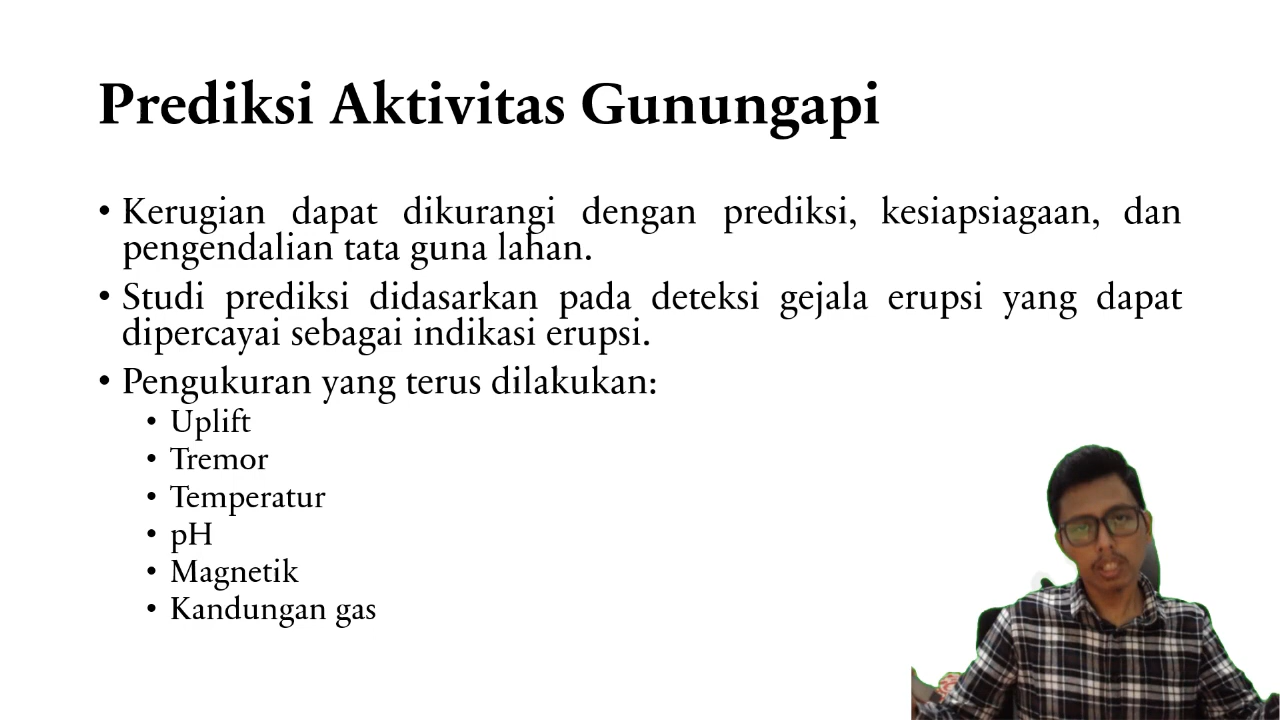 Prediksi Aktivitas Gunungapi
• Kerugian dapat dikurangi dengan prediksi, kesiapsiagaan, dan
pengendalian tata guna lahan.
• Studi prediksi didasarkan pada deteksi gejala erupsi yang dapat
dipercayai sebagai indikasi erupsi.
• Pengukuran yang terus dilakukan:
• Uplift
• Tremor
• Temperatur
• pH
• Magnetik
• Kandungan gas